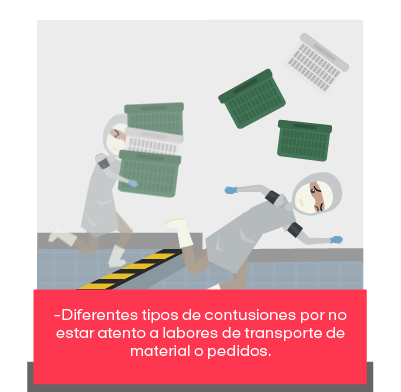 -Diferentes tipos de contusiones por no
estar atento a labores de transporte de
material o pedidos.